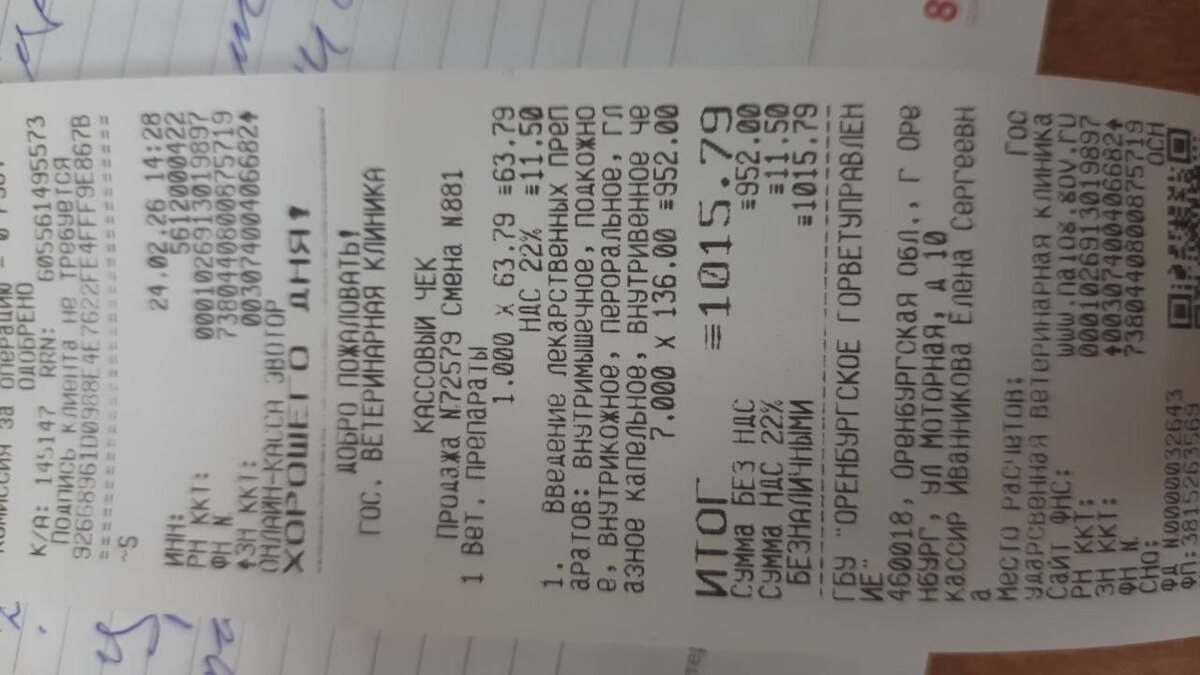 КОМИССИЯ ЗА ОПЕРАЦИЮ = 0
ОДОБРЕНО
К/А: 145147 RRN: 605561495573
ПОДПИСЬ КЛИЕНТА НЕ ТРЕБУЕТСЯ
926689961D0988E4E7622FE4FFF9E867B
================================
~S
24.02.26 14:28
ИНН: 5612000422
РН ККТ: 0001026913019897
ФН N 7380440800875719
↑ЗН ККТ: 00307400406682↑
ОНЛАЙН-КАССА ЭВОТОР
ХОРОШЕГО ДНЯ!
ДОБРО ПОЖАЛОВАТЬ!
ГОС. ВЕТЕРИНАРНАЯ КЛИНИКА
КАССОВЫЙ ЧЕК
ПРОДАЖА N72579 СМЕНА N881
1 ВЕТ. ПРЕПАРАТЫ
1.000 X 63.79 ≡63.79
НДС 22% ≡11.50
1. ВВЕДЕНИЕ ЛЕКАРСТВЕННЫХ ПРЕП
АРАТОВ: ВНУТРИМЫШЕЧНОЕ, ПОДКОЖНО
Е, ВНУТРИКОЖНОЕ, ПЕРОРАЛЬНОЕ, ГЛ
АЗНОЕ КАПЕЛЬНОЕ, ВНУТРИВЕННОЕ ЧЕ
7.000 X 136.00 ≡952.00
ИТОГ ≡1015.79
СУММА БЕЗ НДС ≡952.00
СУММА НДС 22% ≡11.50
БЕЗНАЛИЧНЫМИ ≡1015.79
ГБУ "ОРЕНБУРГСКОЕ ГОРВЕТУПРАВЛЕН
ИЕ"
460018, ОРЕНБУРГСКАЯ ОБЛ., Г ОРЕ
НБУРГ, УЛ МОТОРНАЯ, Д 10
КАССИР ИВАННИКОВА ЕЛЕНА СЕРГЕЕВН
А
МЕСТО РАСЧЕТОВ: ГОС
УДАРСВЕННАЯ ВЕТЕРИНАРНАЯ КЛИНИКА
САЙТ ФНС: www.nalog.gov.ru
РН ККТ: 0001026913019897
ЗН ККТ: ↑00307400406682↑
ФН N 7380440800875719
СНО: ОСН
ФД N0000032643